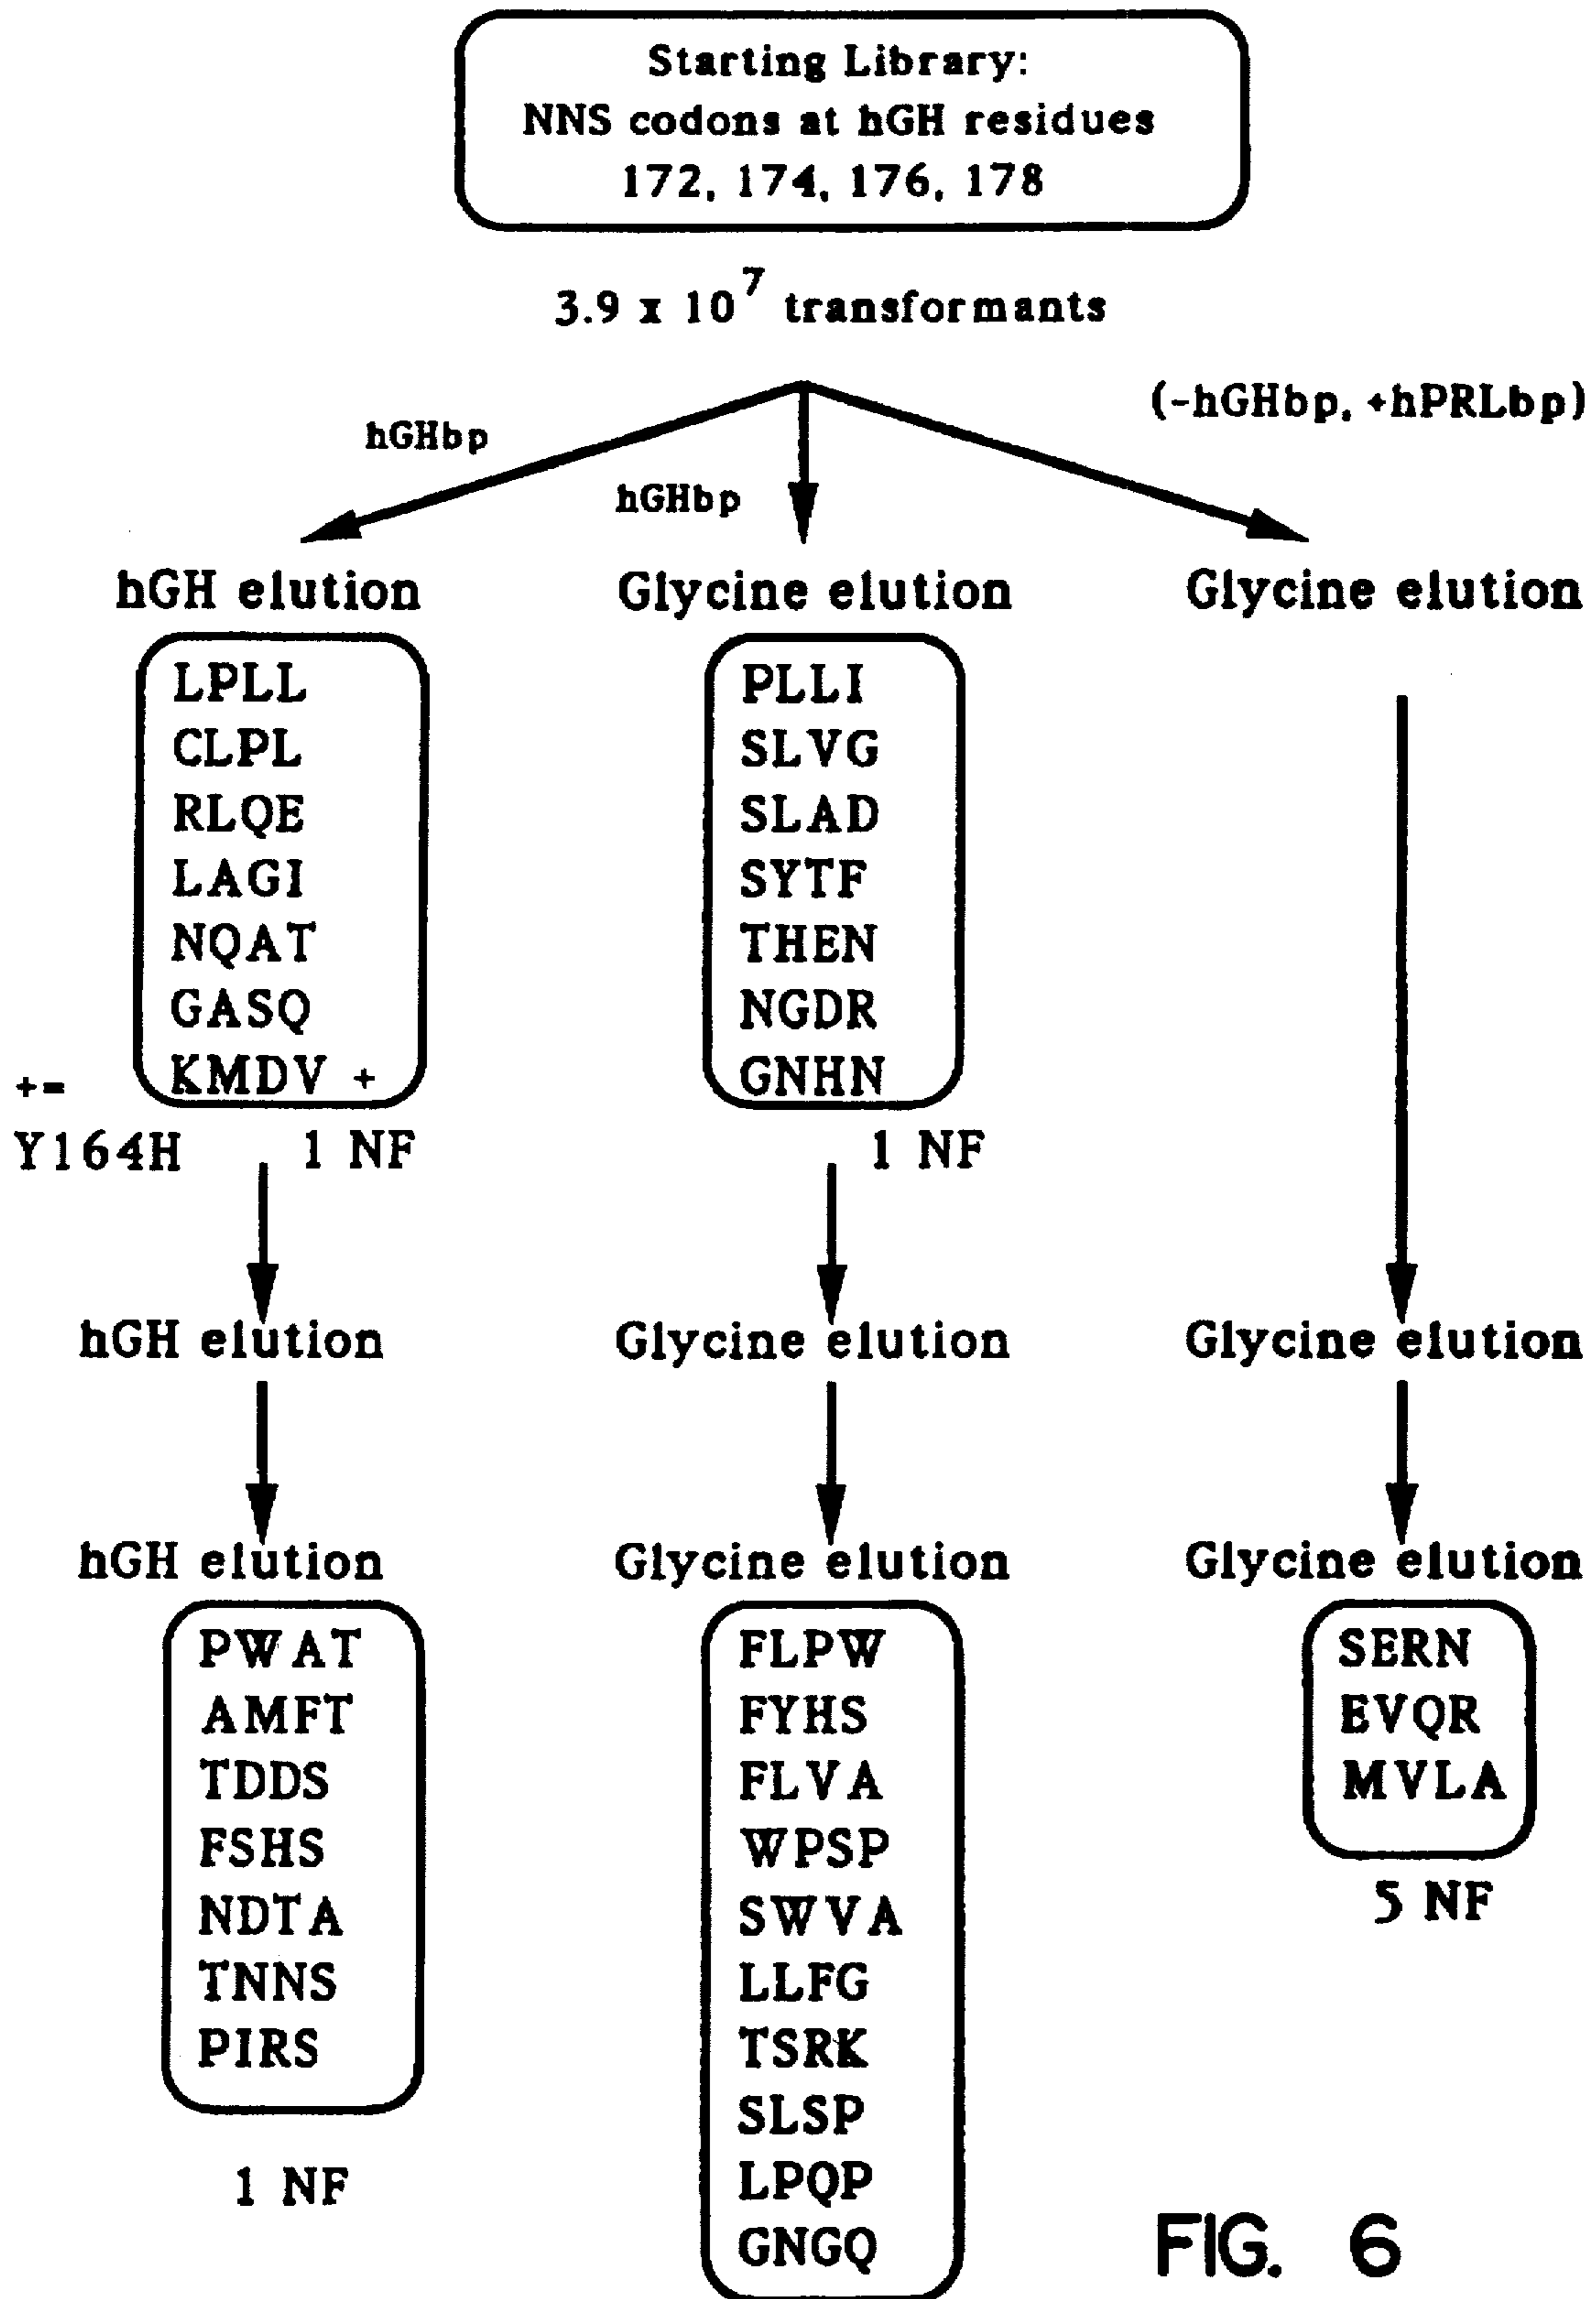 Starting Library:
NNS codons at hGH residues
172, 174, 176, 178
3.9 x 10^7 transformants
(-hGHbp, +hPRLbp)
hGHbp
hGHbp
hGH elution
Glycine elution
Glycine elution
LPLL
CLPL
RLQE
LAGI
NQAT
GASQ
KMDV +
+=
Y164H
1 NF
PLLI
SLVG
SLAD
SYTF
THEN
NGDR
GNHN
1 NF
hGH elution
Glycine elution
Glycine elution
hGH elution
Glycine elution
Glycine elution
PWAT
AMFT
TDDS
FSHS
NDTA
TNNS
PIRS
1 NF
FLPW
FYHS
FLVA
WPSP
SWVA
LLFG
TSRK
SLSP
LPQP
GNGQ
SERN
EVQR
MVLA
5 NF
FIG. 6